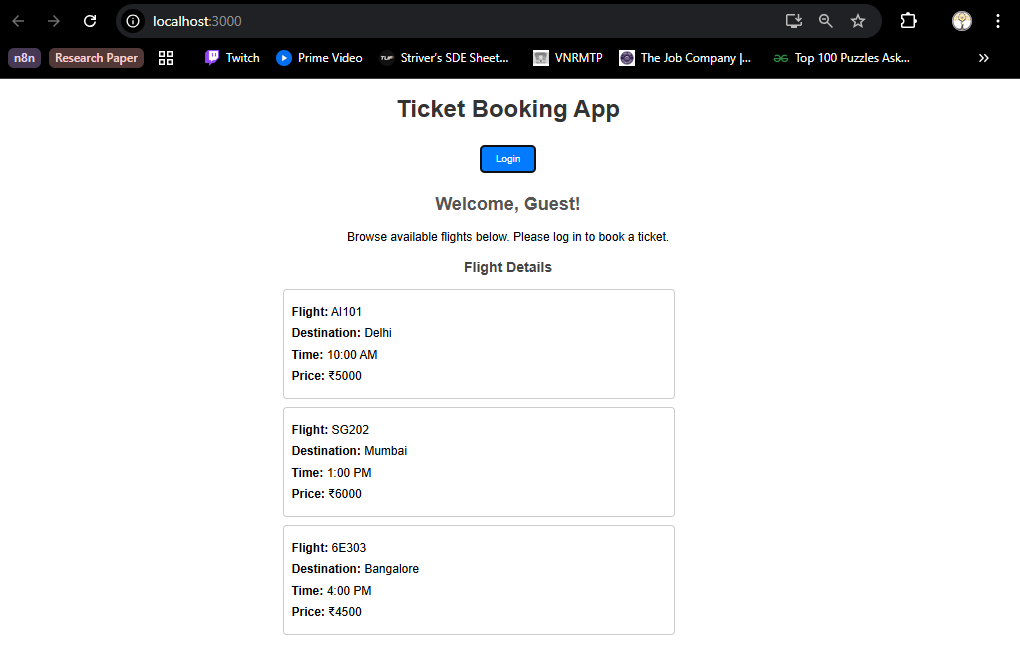 localhost:3000
n8n Research Paper Twitch Prime Video TUF Striver's SDE Sheet... VNRMTP The Job Company |... Top 100 Puzzles Ask... »
Ticket Booking App
Login
Welcome, Guest!
Browse available flights below. Please log in to book a ticket.
Flight Details
Flight: AI101
Destination: Delhi
Time: 10:00 AM
Price: ₹5000
Flight: SG202
Destination: Mumbai
Time: 1:00 PM
Price: ₹6000
Flight: 6E303
Destination: Bangalore
Time: 4:00 PM
Price: ₹4500